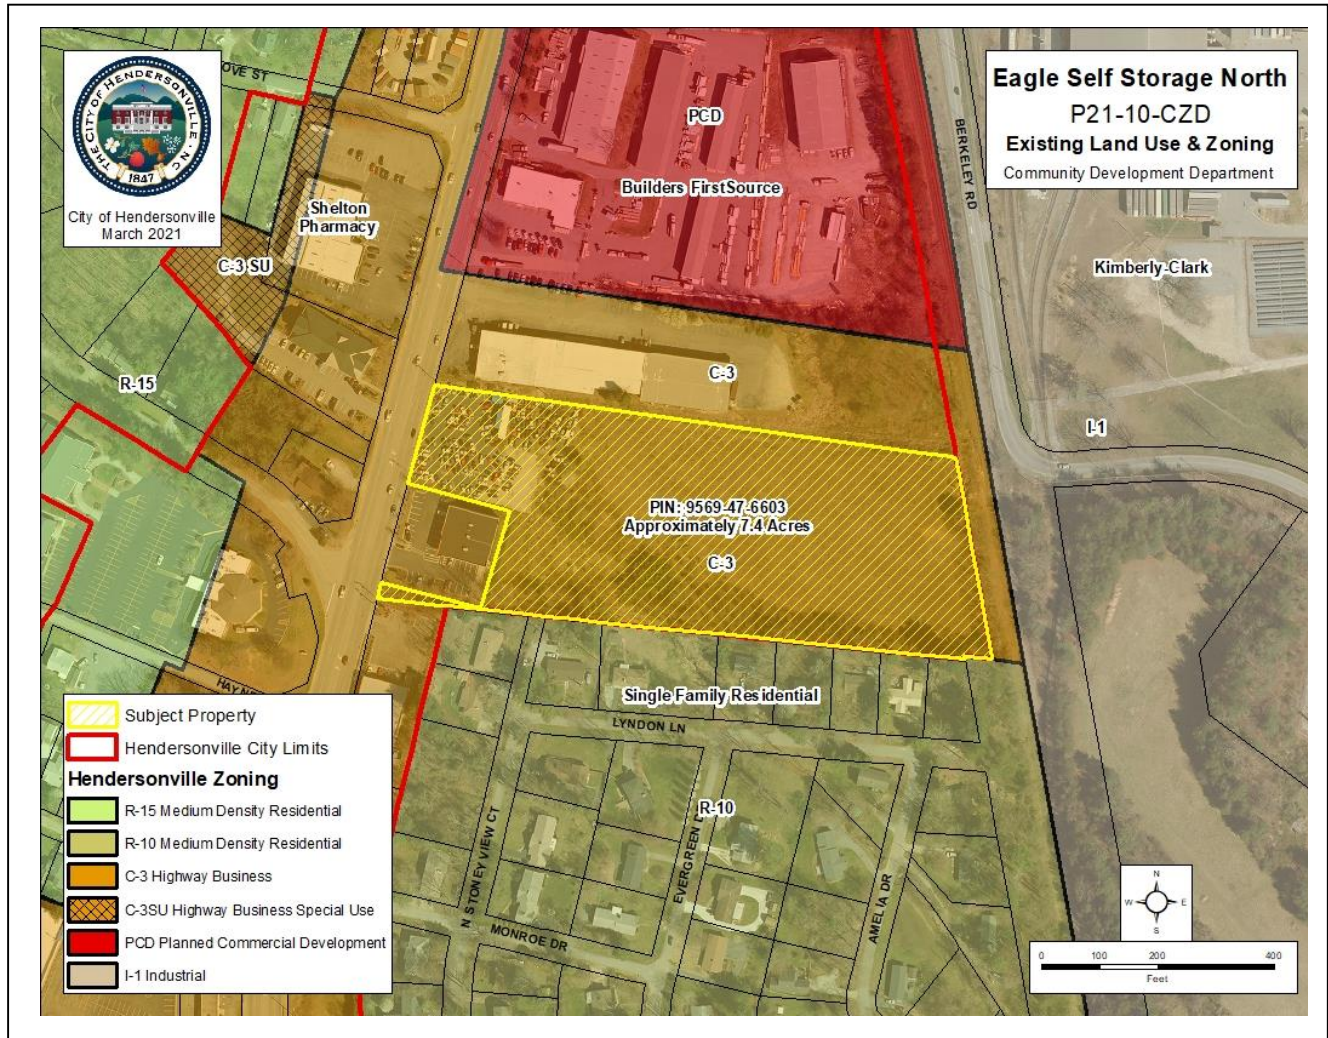 THE CITY OF HENDERSONVILLE, N.C.
1847
City of Hendersonville
March 2021
Eagle Self Storage North
P21-10-CZD
Existing Land Use & Zoning
Community Development Department
OVE ST
PCD
Builders FirstSource
BERKELEY RD
Shelton
Pharmacy
C-3 SU
Kimberly-Clark
R-15
C-3
I-1
PIN: 9569-47-6603
Approximately 7.4 Acres
C-3
Single Family Residential
LYNDON LN
HAYN
R-10
N STONEYVIEW CT
EVERGREEN D
AMELIA DR
MONROE DR
Subject Property
Hendersonville City Limits
Hendersonville Zoning
R-15 Medium Density Residential
R-10 Medium Density Residential
C-3 Highway Business
C-3SU Highway Business Special Use
PCD Planned Commercial Development
I-1 Industrial
N
W E
S
0 100 200 400
Feet